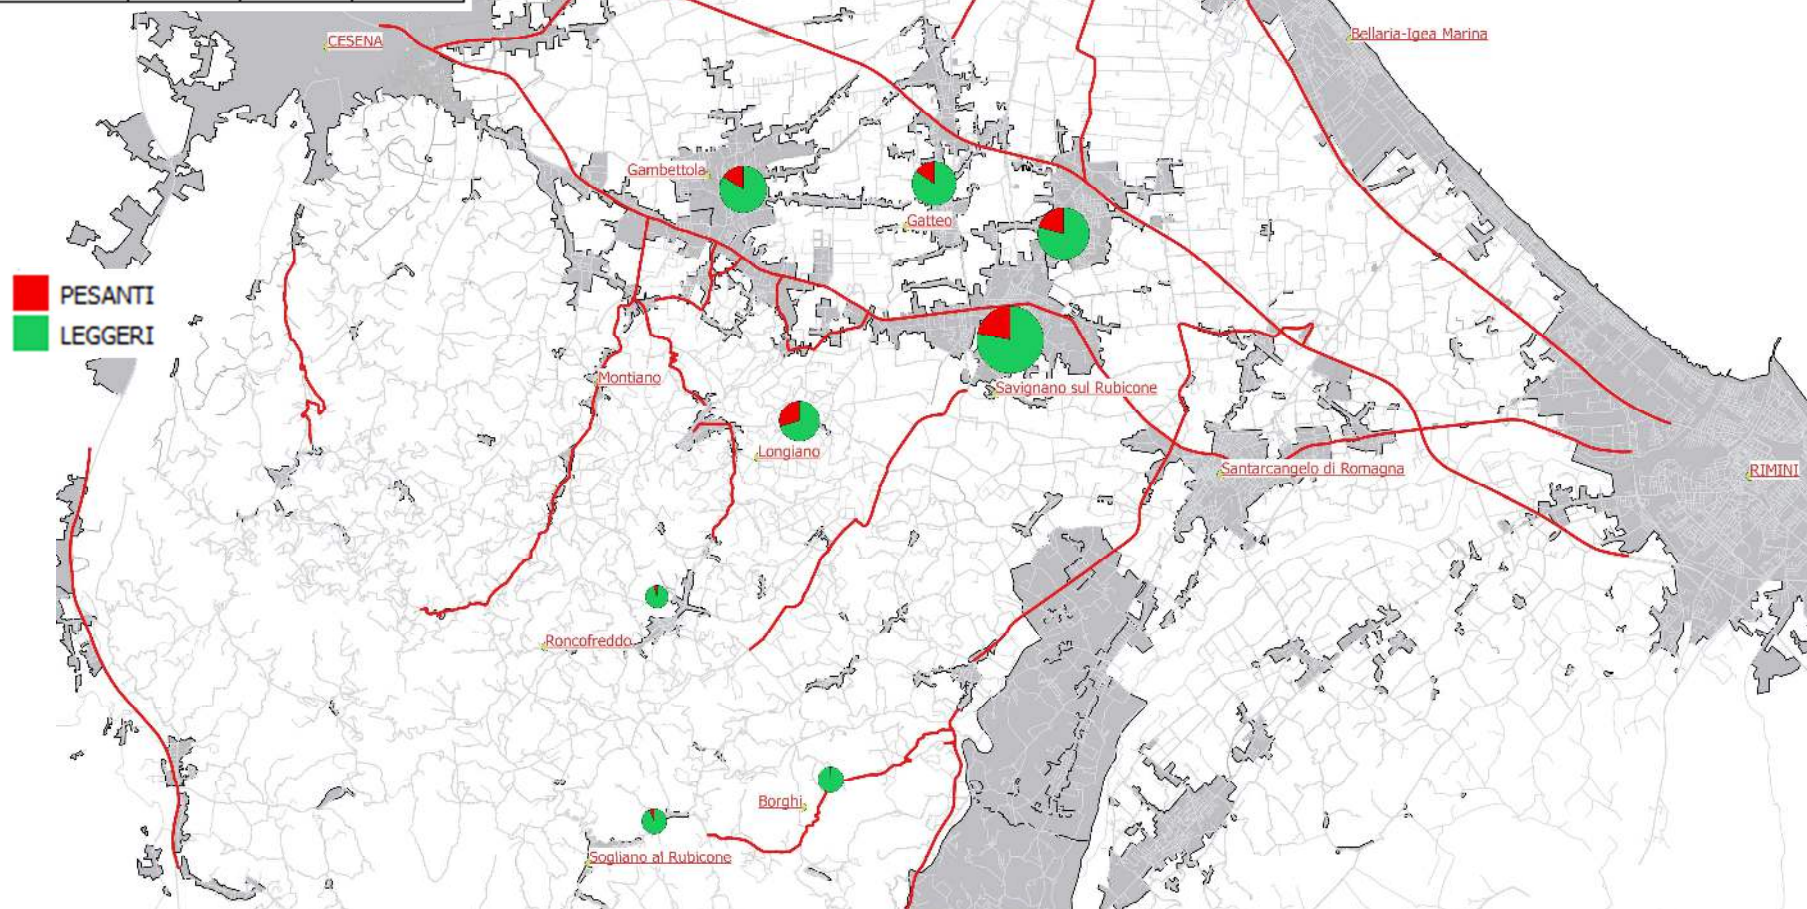 Bellaria-Igea Marina
CESENA
Gambettola
Gatteo
PESANTI
LEGGERI
Montiano
Savignano sul Rubicone
Longiano
Santarcangelo di Romagna
RIMINI
Roncofreddo
Borghi
Sogliano al Rubicone